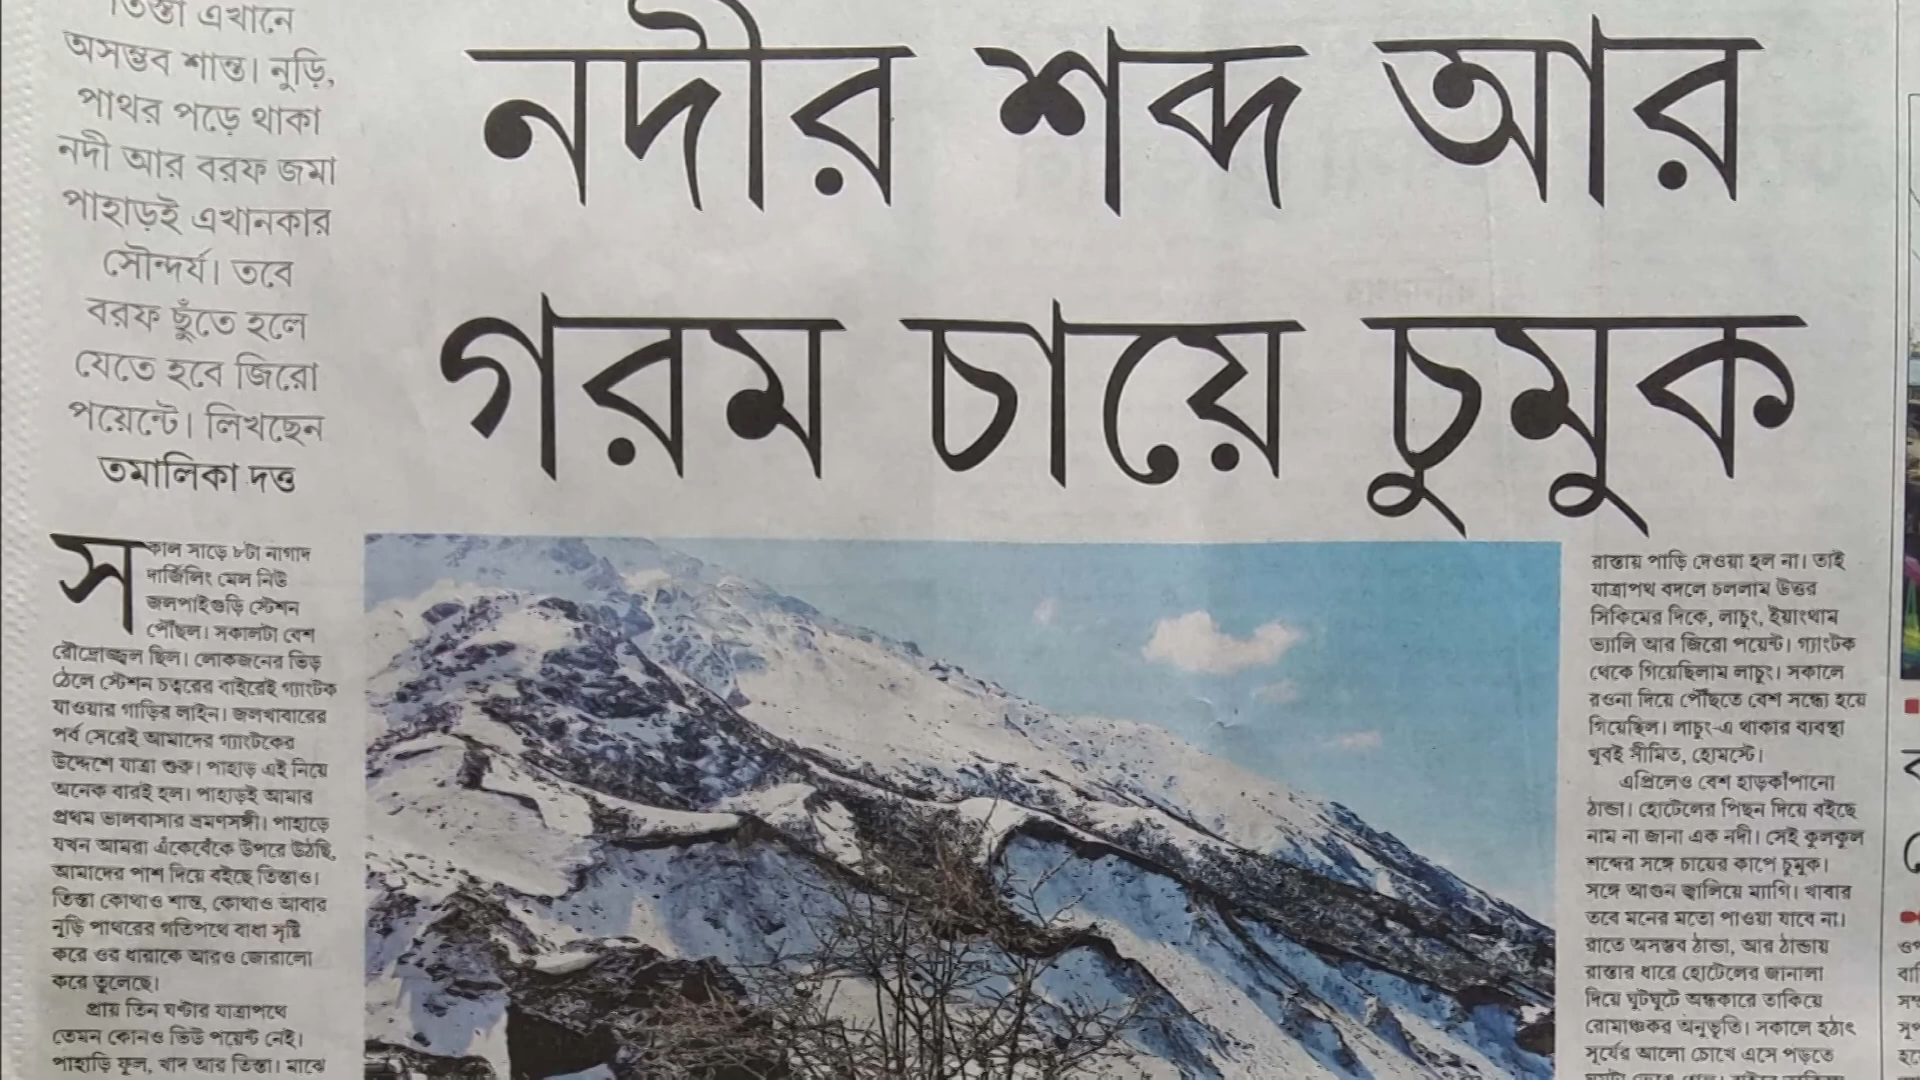 তিস্তা এখানে
অসম্ভব শান্ত। নুড়ি,
পাথর পড়ে থাকা
নদী আর বরফ জমা
পাহাড়ই এখানকার
সৌন্দর্য। তবে
বরফ ছুঁতে হলে
যেতে হবে জিরো
পয়েন্টে। লিখছেন
তমালিকা দত্ত
নদীর শব্দ আর
গরম চায়ে চুমুক
সকাল সাড়ে ৮টা নাগাদ
দার্জিলিং মেল নিউ
জলপাইগুড়ি স্টেশন
পৌঁছল। সকালটা বেশ
রৌদ্রোজ্জ্বল ছিল। লোকজনের ভিড়
ঠেলে স্টেশন চত্বরের বাইরেই গ্যাংটক
যাওয়ার গাড়ির লাইন। জলখাবারের
পর্ব সেরেই আমাদের গ্যাংটকের
উদ্দেশে যাত্রা শুরু। পাহাড় এই নিয়ে
অনেক বারই হল। পাহাড়ই আমার
প্রথম ভালবাসার ভ্রমণসঙ্গী। পাহাড়ে
যখন আমরা এঁকেবেঁকে উপরে উঠছি,
আমাদের পাশ দিয়ে বইছে তিস্তাও।
তিস্তা কোথাও শান্ত, কোথাও আবার
নুড়ি পাথরের গতিপথে বাধা সৃষ্টি
করে ওর ধারাকে আরও জোরালো
করে তুলেছে।
প্রায় তিন ঘণ্টার যাত্রাপথে
তেমন কোনও ভিউ পয়েন্ট নেই।
পাহাড়ি ফুল, খাদ আর তিস্তা। মাঝে
রাস্তায় পাড়ি দেওয়া হল না। তাই
যাত্রাপথ বদলে চললাম উত্তর
সিকিমের দিকে, লাচুং, ইয়াংথাম
ভ্যালি আর জিরো পয়েন্ট। গ্যাংটক
থেকে গিয়েছিলাম লাচুং। সকালে
রওনা দিয়ে পৌঁছতে বেশ সন্ধ্যে হয়ে
গিয়েছিল। লাচুং-এ থাকার ব্যবস্থা
খুবই সীমিত, হোমস্টে।
এপ্রিলেও বেশ হাড়কাঁপানো
ঠান্ডা। হোটেলের পিছন দিয়ে বইছে
নাম না জানা এক নদী। সেই কুলকুল
শব্দের সঙ্গে চায়ের কাপে চুমুক।
সঙ্গে আগুন জ্বালিয়ে ম্যাগি। খাবার
তবে মনের মতো পাওয়া যাবে না।
রাতে অসম্ভব ঠান্ডা, আর ঠান্ডায়
রাস্তার ধারে হোটেলের জানালা
দিয়ে ঘুটঘুটে অন্ধকারে তাকিয়ে
রোমাঞ্চকর অনুভূতি। সকালে হঠাৎ
সূর্যের আলো চোখে এসে পড়তে